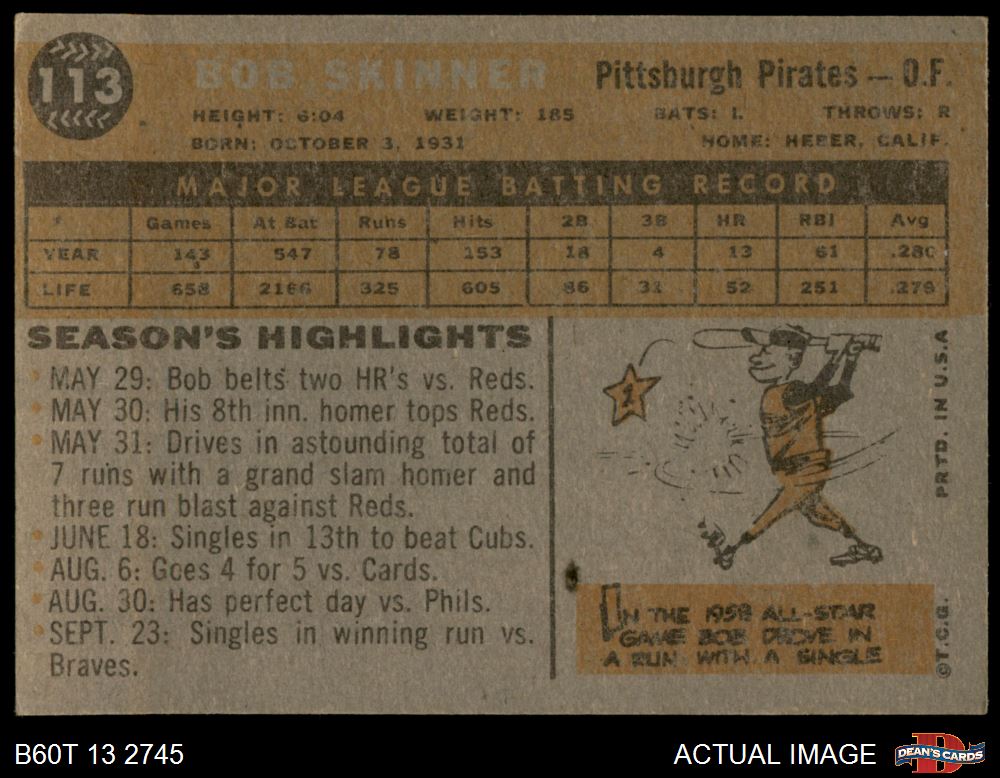 113
BOB SKINNER
Pittsburgh Pirates — O.F.
HEIGHT: 6:04 WEIGHT: 185 BATS: L THROWS: R
BORN: OCTOBER 3, 1931 HOME: HEBER, CALIF.
MAJOR LEAGUE BATTING RECORD
Games At Bat Runs Hits 2B 3B HR RBI Avg
YEAR 143 547 78 153 18 4 13 61 .280
LIFE 658 2166 325 605 86 31 52 251 .279
SEASON'S HIGHLIGHTS
MAY 29: Bob belts two HR's vs. Reds.
MAY 30: His 8th inn. homer tops Reds.
MAY 31: Drives in astounding total of
7 runs with a grand slam homer and
three run blast against Reds.
JUNE 18: Singles in 13th to beat Cubs.
AUG. 6: Goes 4 for 5 vs. Cards.
AUG. 30: Has perfect day vs. Phils.
SEPT. 23: Singles in winning run vs.
Braves.
1
IN THE 1958 ALL-STAR
GAME BOB DROVE IN
A RUN WITH A SINGLE
PRTD. IN U.S.A
©T.C.G.
B60T 13 2745
ACTUAL IMAGE
DEAN'S CARDS